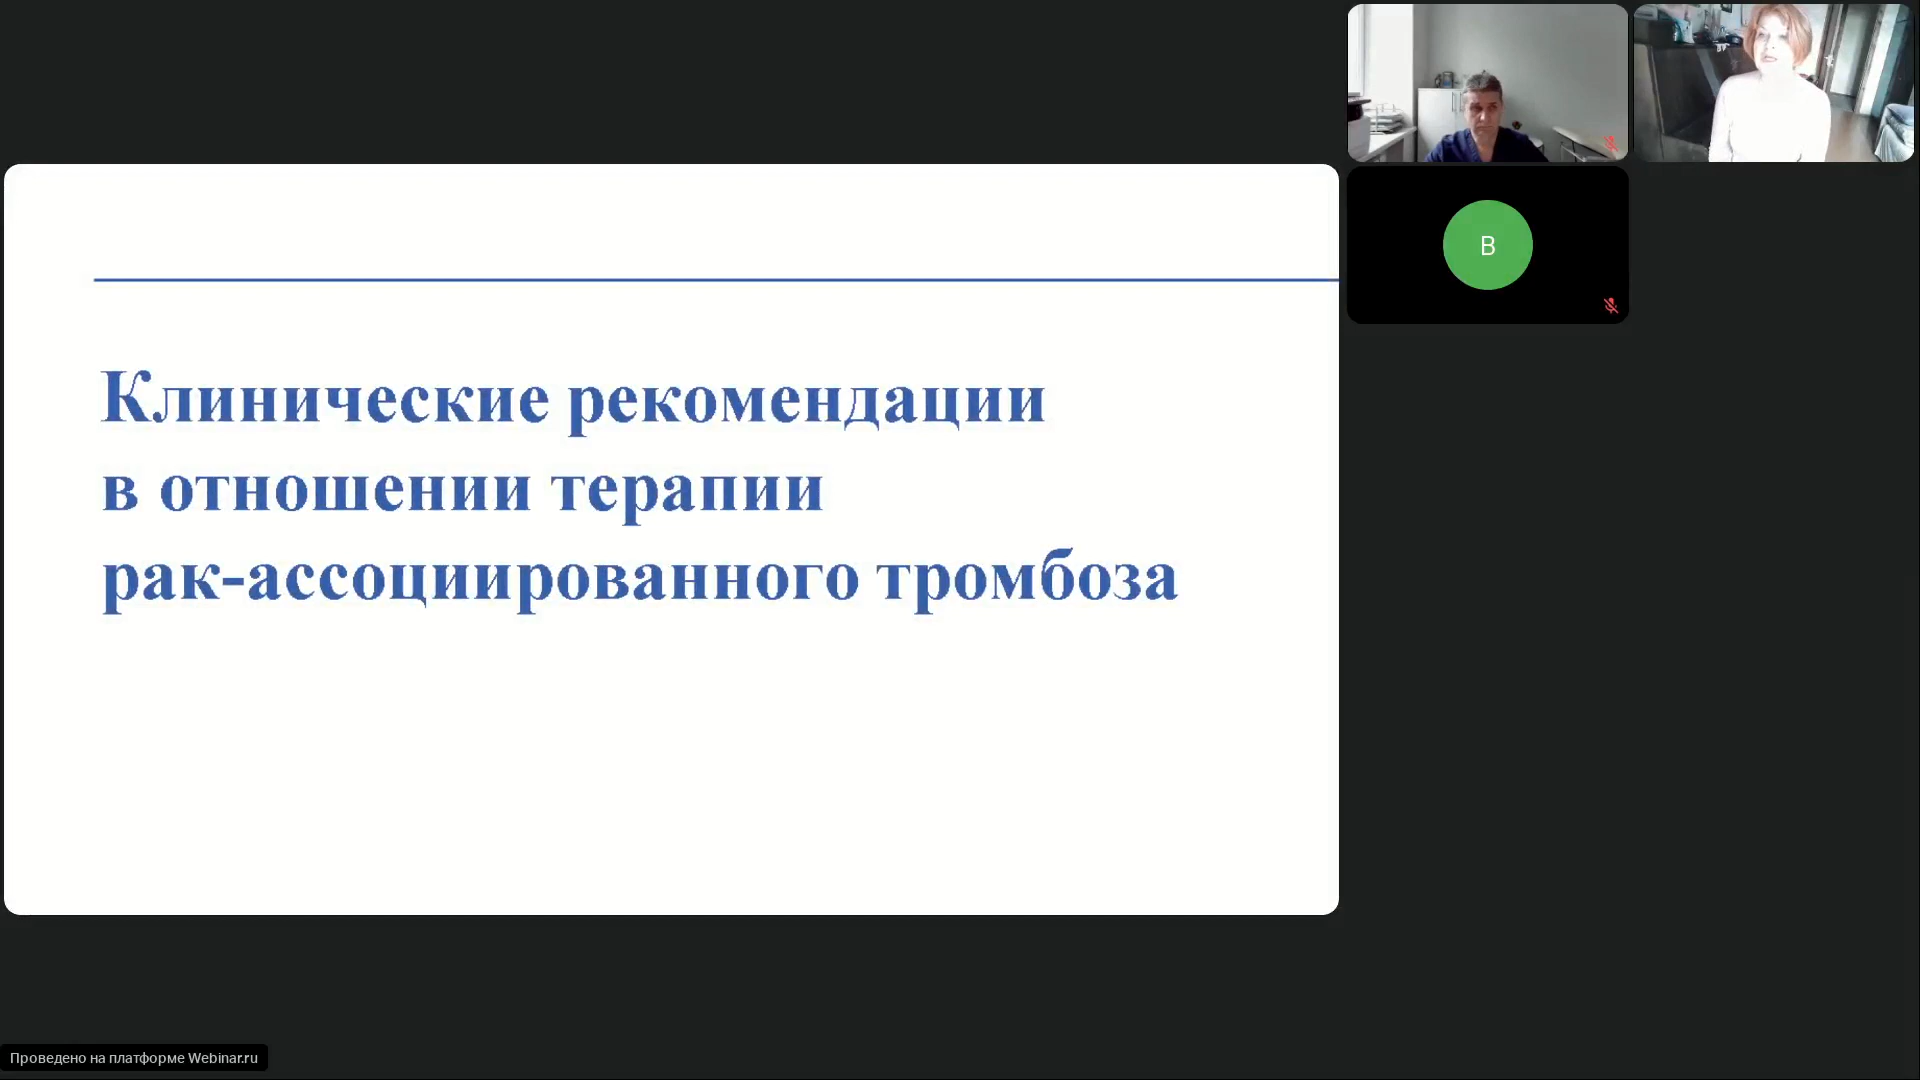 Клинические рекомендации
в отношении терапии
рак-ассоциированного тромбоза
В
Проведено на платформе Webinar.ru